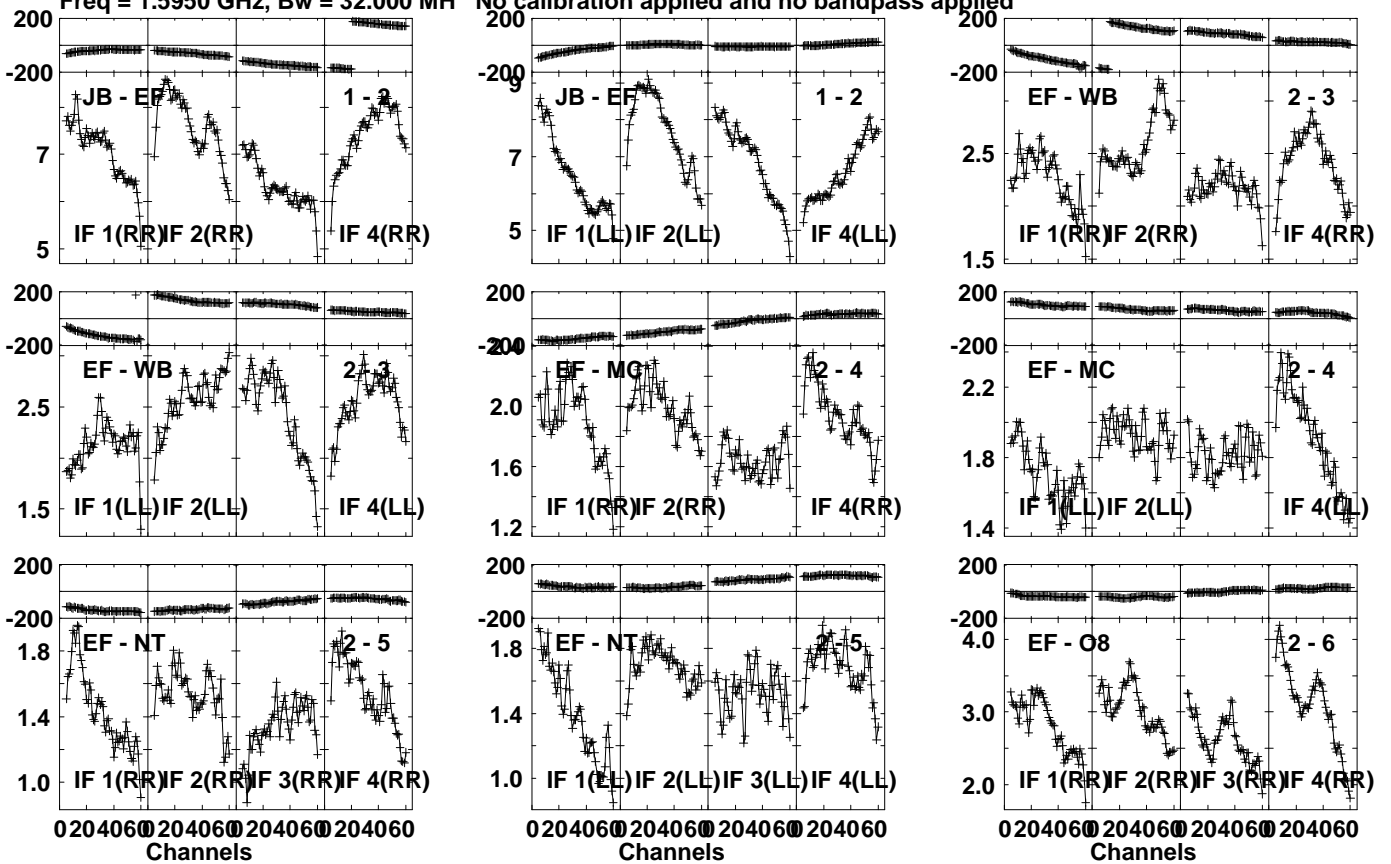 Freq = 1.5950 GHz, Bw = 32.000 MH No calibration applied and no bandpass applied
200
-200
JB - EF
1 - 2
7
5
IF 1(RR)
IF 2(RR)
IF 4(RR)
200
-200
9
JB - EF
1 - 2
7
5
IF 1(LL)
IF 2(LL)
IF 4(LL)
200
-200
EF - WB
2 - 3
2.5
1.5
IF 1(RR)
IF 2(RR)
IF 4(RR)
200
-200
EF - WB
2 - 3
2.5
1.5
IF 1(LL)
IF 2(LL)
IF 4(LL)
200
-200
2.4
EF - MC
2 - 4
2.0
1.6
1.2
IF 1(RR)
IF 2(RR)
IF 4(RR)
200
-200
EF - MC
2 - 4
2.2
1.8
1.4
IF 1(LL)
IF 2(LL)
IF 4(LL)
200
-200
EF - NT
2 - 5
1.8
1.4
1.0
IF 1(RR)
IF 2(RR)
IF 3(RR)
IF 4(RR)
0204060 0204060 0204060 0204060
Channels
200
-200
EF - NT
2 - 5
1.8
1.4
1.0
IF 1(LL)
IF 2(LL)
IF 3(LL)
IF 4(LL)
0204060 0204060 0204060 0204060
Channels
200
-200
EF - O8
2 - 6
4.0
3.0
2.0
IF 1(RR)
IF 2(RR)
IF 3(RR)
IF 4(RR)
0204060 0204060 0204060 0204060
Channels